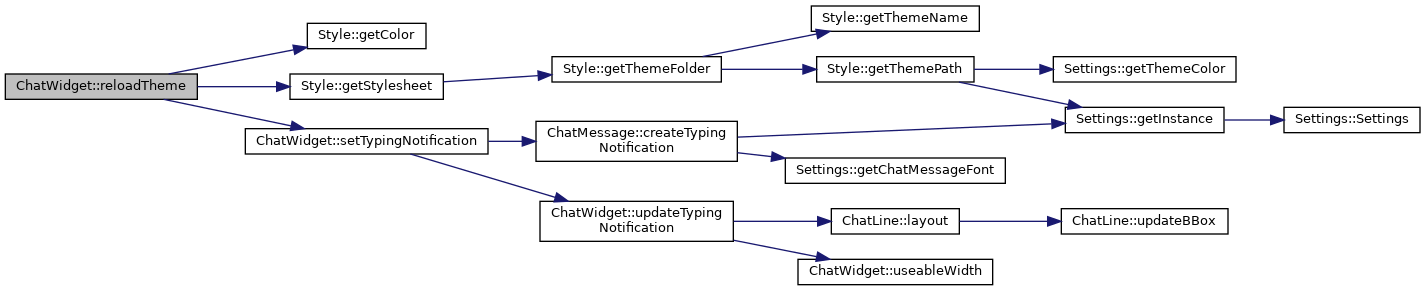 ChatWidget::reloadTheme
Style::getColor
Style::getStylesheet
ChatWidget::setTypingNotification
Style::getThemeFolder
ChatMessage::createTyping
Notification
ChatWidget::updateTyping
Notification
Style::getThemeName
Style::getThemePath
Settings::getChatMessageFont
ChatLine::layout
ChatWidget::useableWidth
Settings::getThemeColor
Settings::getInstance
ChatLine::updateBBox
Settings::Settings